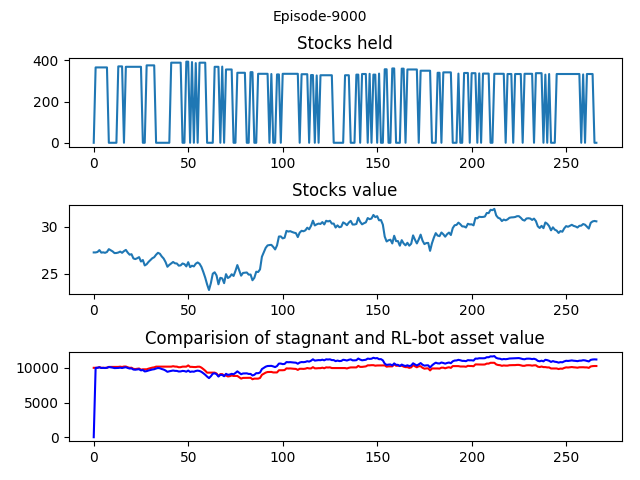 Episode-9000
Stocks held
400
200
0
0 50 100 150 200 250
Stocks value
30
25
0 50 100 150 200 250
Comparision of stagnant and RL-bot asset value
10000
5000
0
0 50 100 150 200 250